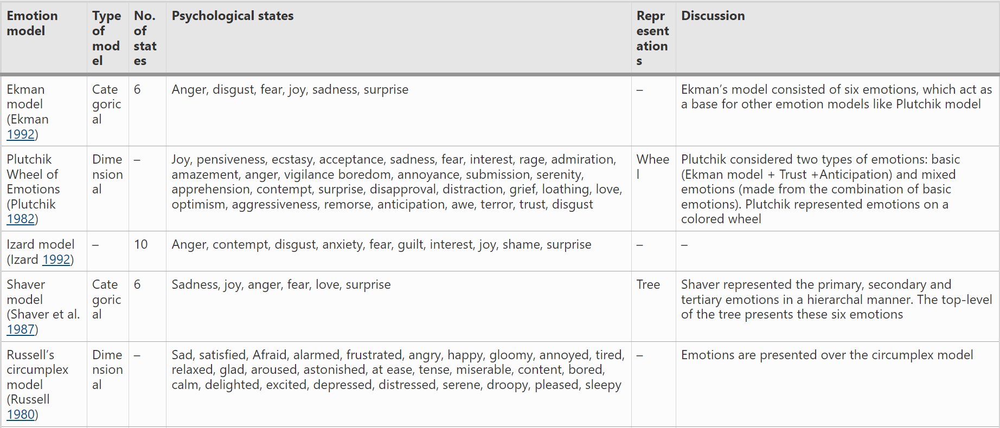 Emotion model | Type of model | No. of states | Psychological states | Representations | Discussion
Ekman model (Ekman 1992) | Categorical | 6 | Anger, disgust, fear, joy, sadness, surprise | – | Ekman’s model consisted of six emotions, which act as a base for other emotion models like Plutchik model
Plutchik Wheel of Emotions (Plutchik 1982) | Dimensional | – | Joy, pensiveness, ecstasy, acceptance, sadness, fear, interest, rage, admiration, amazement, anger, vigilance boredom, annoyance, submission, serenity, apprehension, contempt, surprise, disapproval, distraction, grief, loathing, love, optimism, aggressiveness, remorse, anticipation, awe, terror, trust, disgust | Wheel | Plutchik considered two types of emotions: basic (Ekman model + Trust +Anticipation) and mixed emotions (made from the combination of basic emotions). Plutchik represented emotions on a colored wheel
Izard model (Izard 1992) | – | 10 | Anger, contempt, disgust, anxiety, fear, guilt, interest, joy, shame, surprise | – | –
Shaver model (Shaver et al. 1987) | Categorical | 6 | Sadness, joy, anger, fear, love, surprise | Tree | Shaver represented the primary, secondary and tertiary emotions in a hierarchal manner. The top-level of the tree presents these six emotions
Russell’s circumplex model (Russell 1980) | Dimensional | – | Sad, satisfied, Afraid, alarmed, frustrated, angry, happy, gloomy, annoyed, tired, relaxed, glad, aroused, astonished, at ease, tense, miserable, content, bored, calm, delighted, excited, depressed, distressed, serene, droopy, pleased, sleepy | – | Emotions are presented over the circumplex model